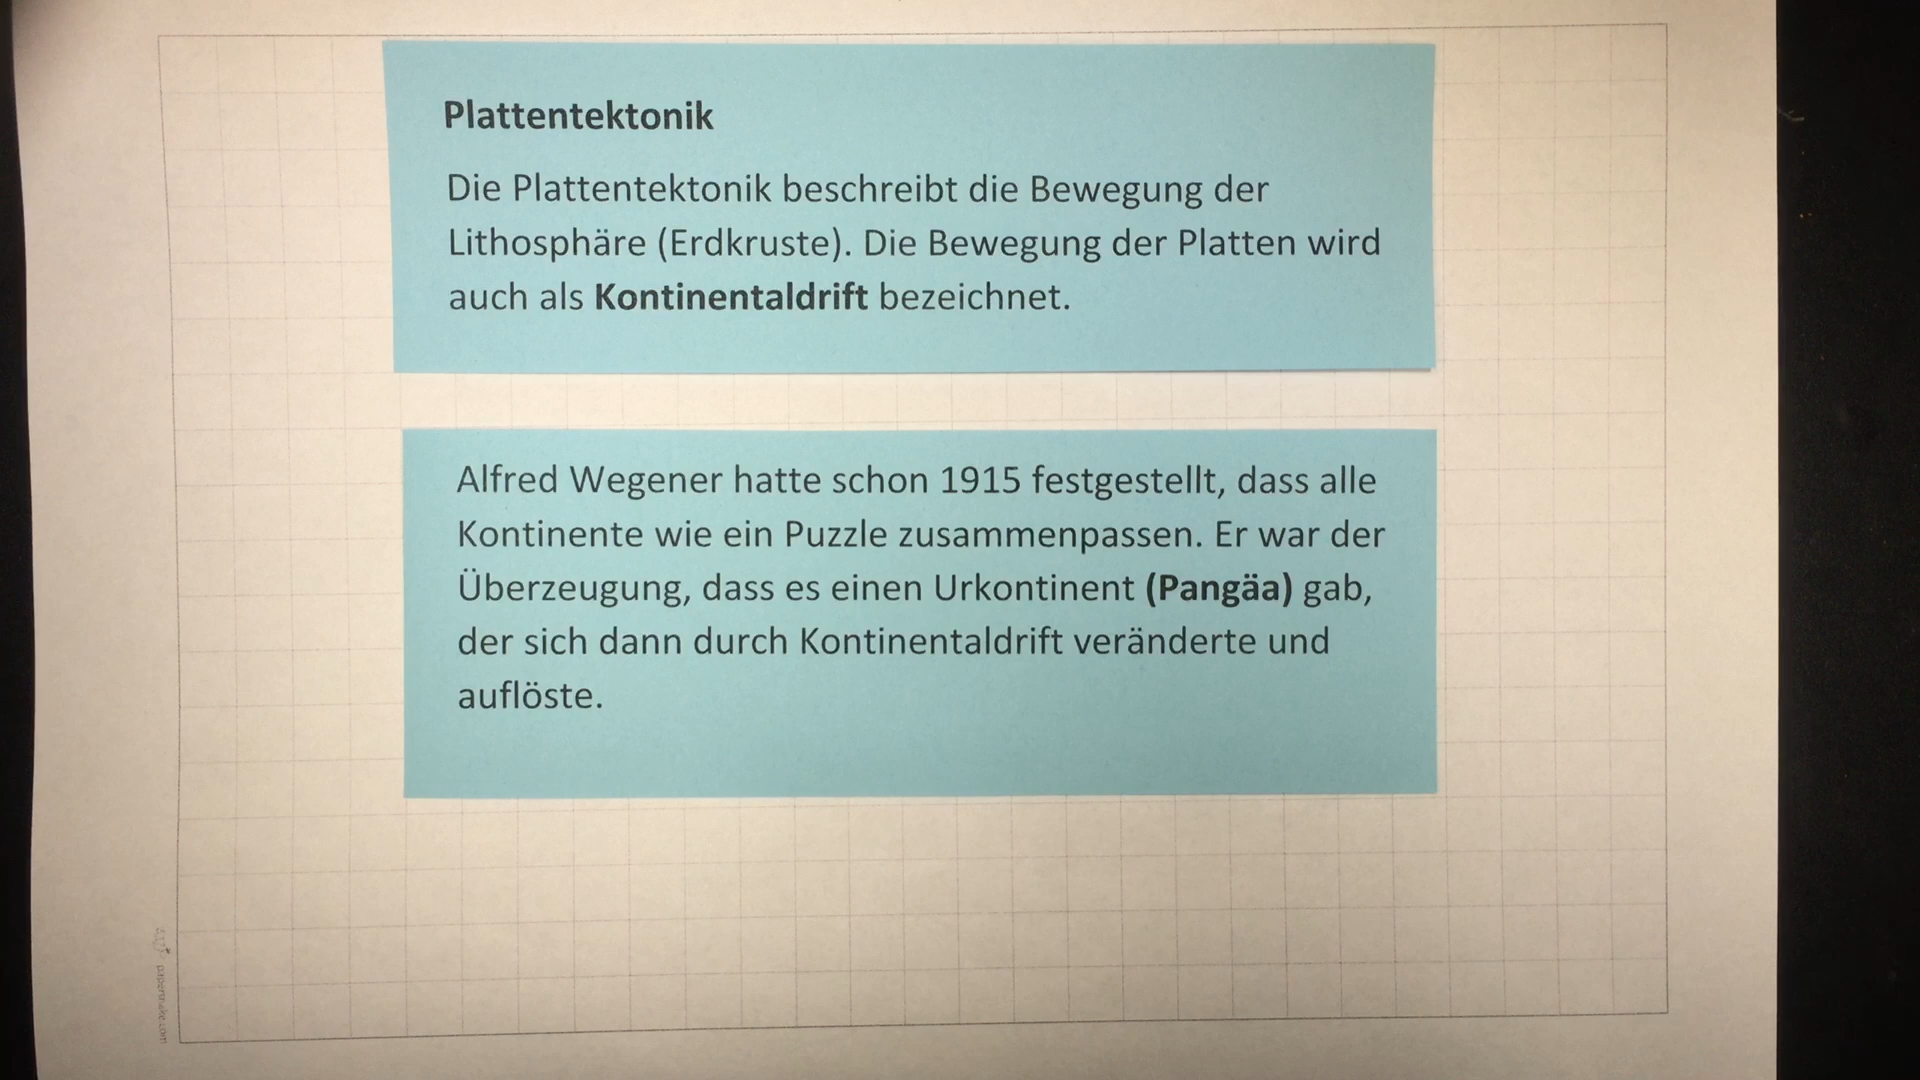 Plattentektonik
Die Plattentektonik beschreibt die Bewegung der
Lithosphäre (Erdkruste). Die Bewegung der Platten wird
auch als Kontinentaldrift bezeichnet.
Alfred Wegener hatte schon 1915 festgestellt, dass alle
Kontinente wie ein Puzzle zusammenpassen. Er war der
Überzeugung, dass es einen Urkontinent (Pangäa) gab,
der sich dann durch Kontinentaldrift veränderte und
auflöste.